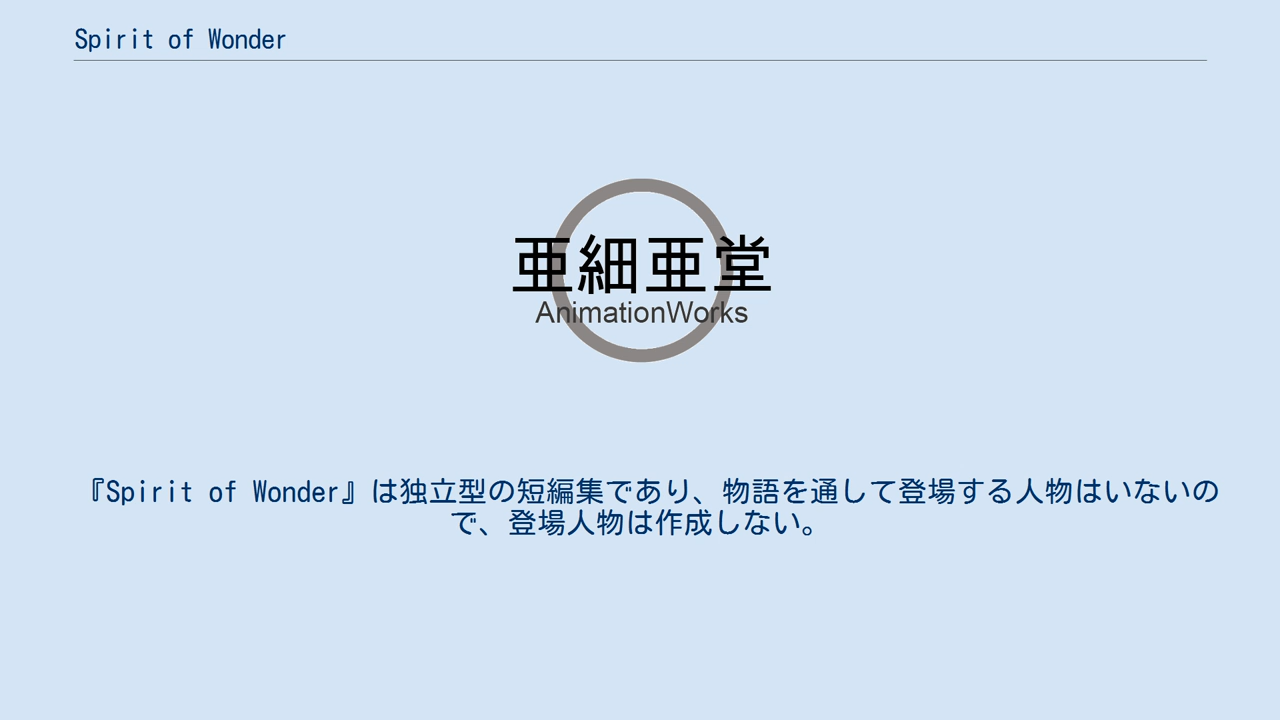 Spirit of Wonder
亜細亜堂
AnimationWorks
『Spirit of Wonder』は独立型の短編集であり、物語を通して登場する人物はいないの
で、登場人物は作成しない。